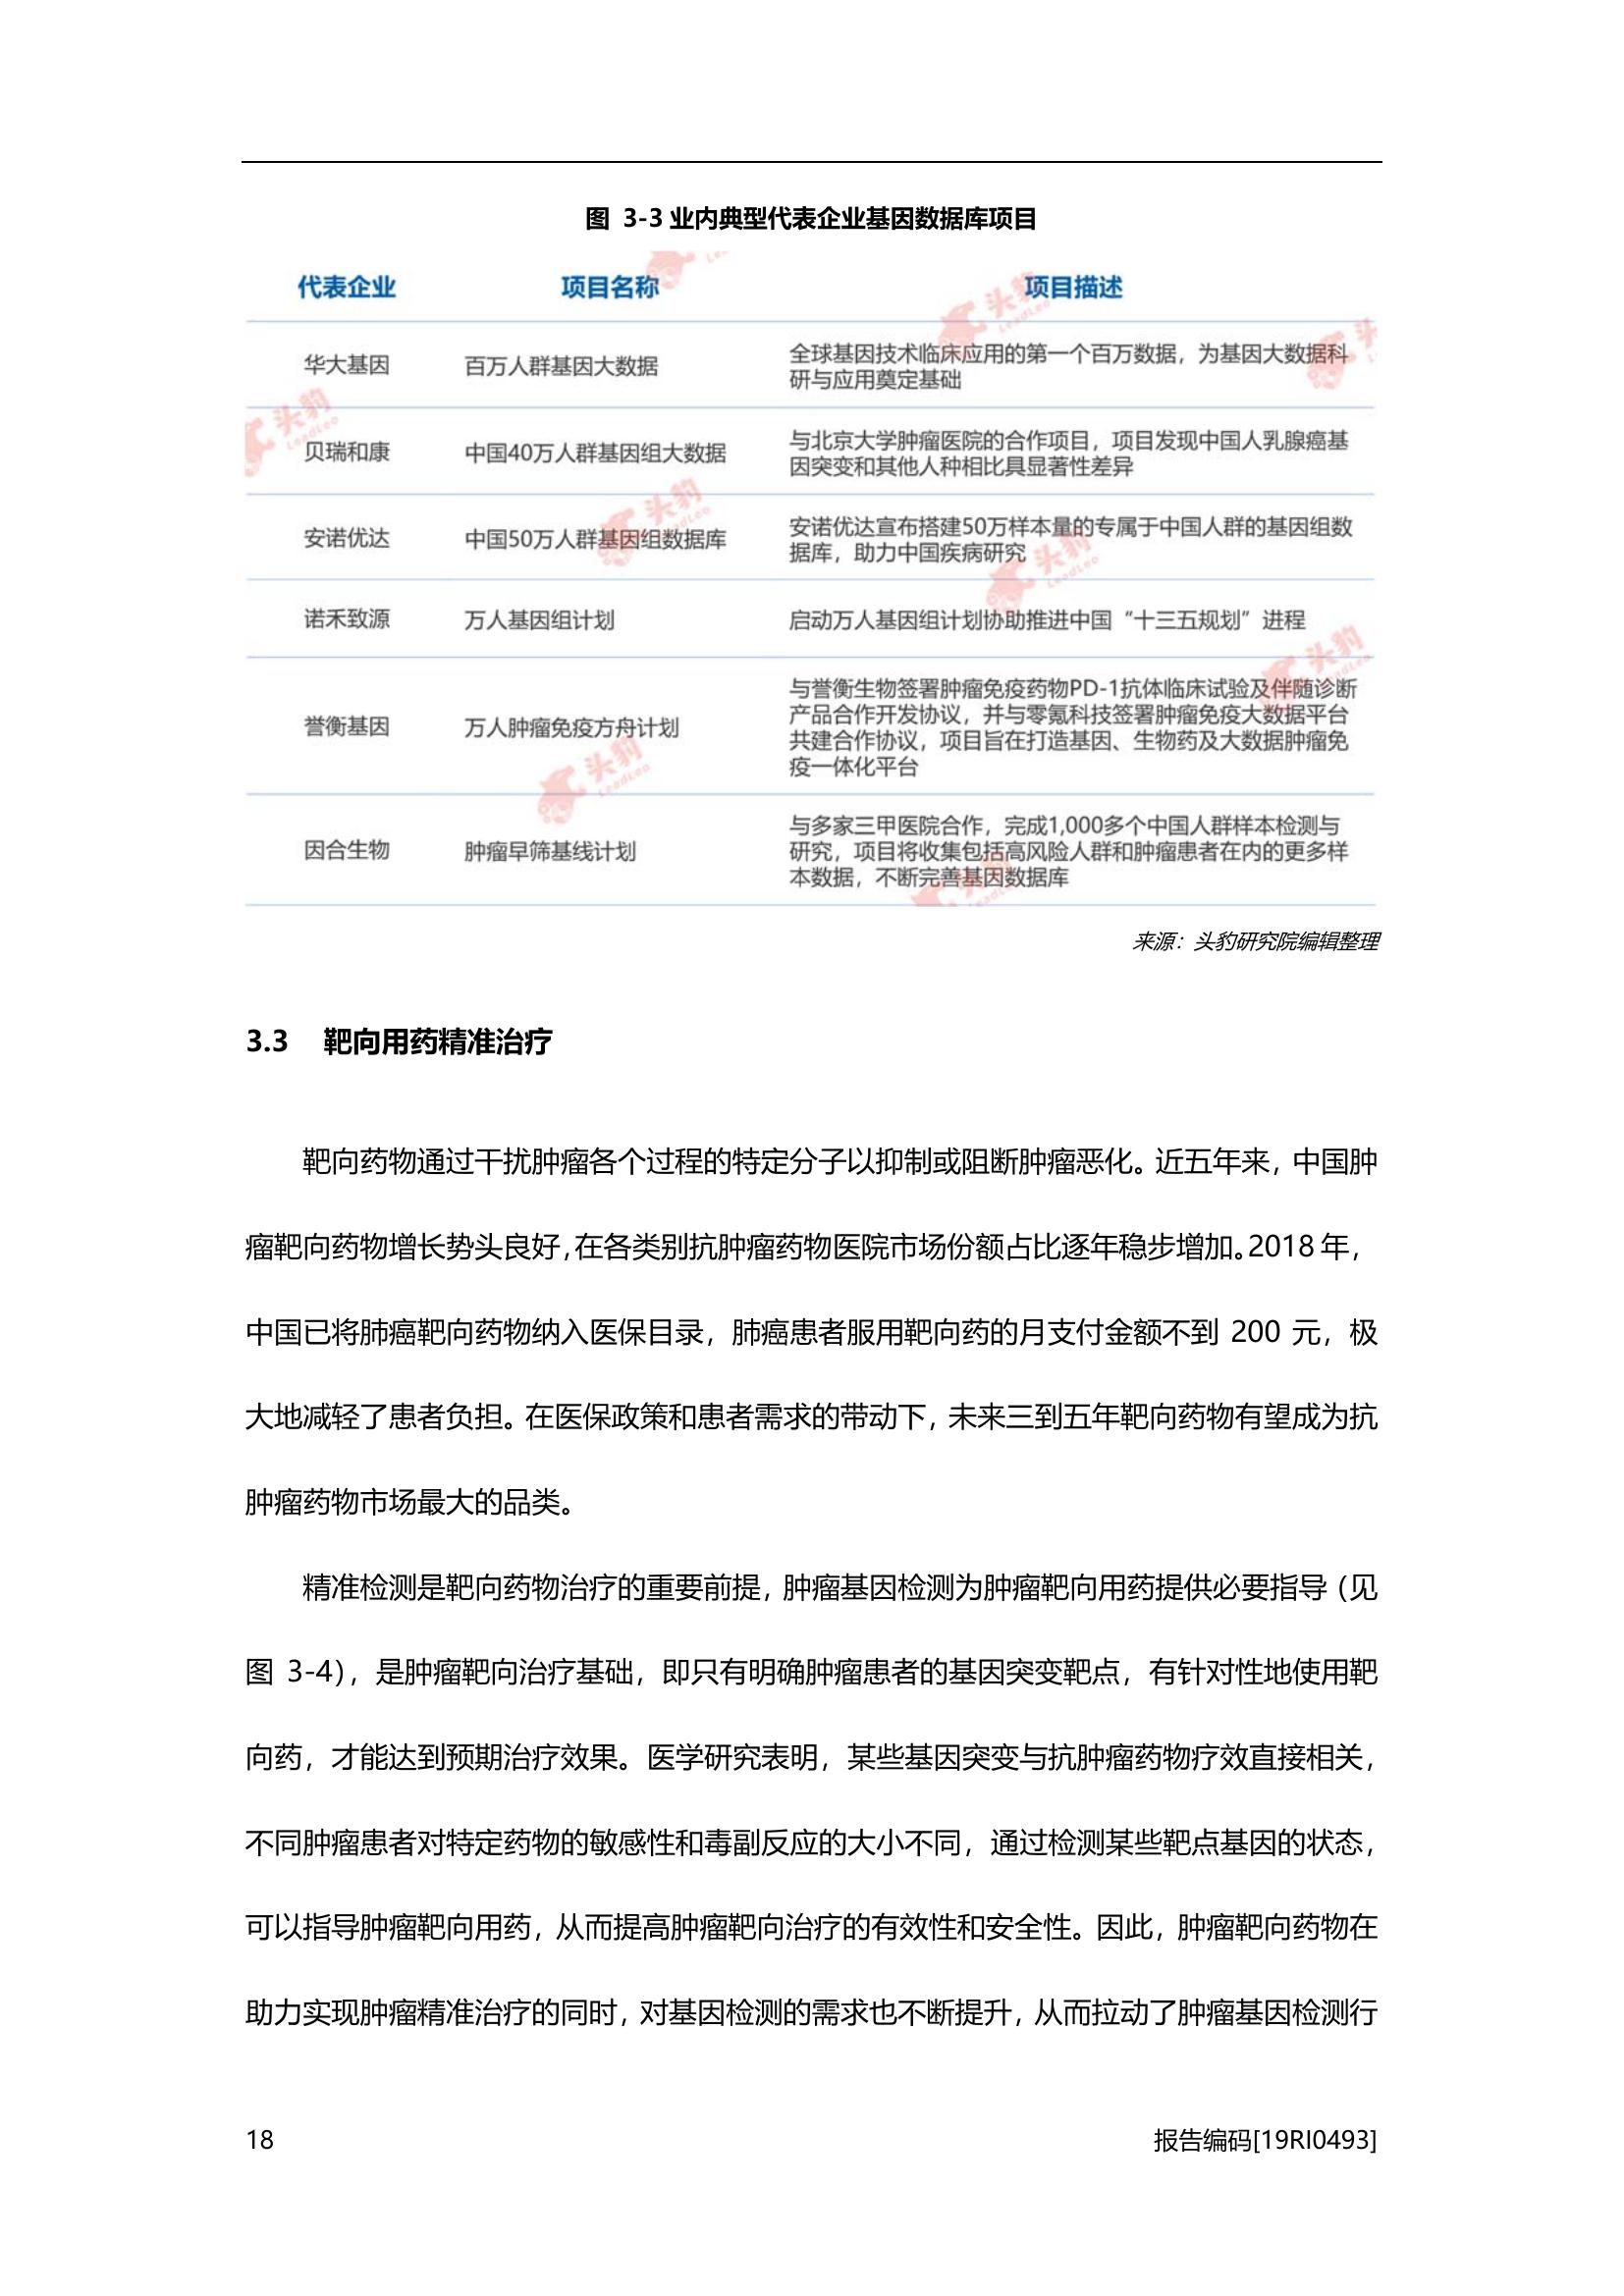 图 3-3 业内典型代表企业基因数据库项目
代表企业 项目名称 项目描述
华大基因 百万人群基因大数据 全球基因技术临床应用的第一个百万数据，为基因大数据科
研与应用奠定基础
贝瑞和康 中国40万人群基因组大数据 与北京大学肿瘤医院的合作项目，项目发现中国人乳腺癌基
因突变和其他人种相比具显著性差异
安诺优达 中国50万人群基因组数据库 安诺优达宣布搭建50万样本量的专属于中国人群的基因组数
据库，助力中国疾病研究
诺禾致源 万人基因组计划 启动万人基因组计划协助推进中国“十三五规划”进程
誉衡基因 万人肿瘤免疫方舟计划 与誉衡生物签署肿瘤免疫药物PD-1抗体临床试验及伴随诊断
产品合作开发协议，并与零氪科技签署肿瘤免疫大数据平台
共建合作协议，项目旨在打造基因、生物药及大数据肿瘤免
疫一体化平台
因合生物 肿瘤早筛基线计划 与多家三甲医院合作，完成1,000多个中国人群样本检测与
研究，项目将收集包括高风险人群和肿瘤患者在内的更多样
本数据，不断完善基因数据库
来源：头豹研究院编辑整理
3.3 靶向用药精准治疗
靶向药物通过干扰肿瘤各个过程的特定分子以抑制或阻断肿瘤恶化。近五年来，中国肿
瘤靶向药物增长势头良好，在各类别抗肿瘤药物医院市场份额占比逐年稳步增加。2018 年，
中国已将肺癌靶向药物纳入医保目录，肺癌患者服用靶向药的月支付金额不到 200 元，极
大地减轻了患者负担。在医保政策和患者需求的带动下，未来三到五年靶向药物有望成为抗
肿瘤药物市场最大的品类。
精准检测是靶向药物治疗的重要前提，肿瘤基因检测为肿瘤靶向用药提供必要指导（见
图 3-4），是肿瘤靶向治疗基础，即只有明确肿瘤患者的基因突变靶点，有针对性地使用靶
向药，才能达到预期治疗效果。医学研究表明，某些基因突变与抗肿瘤药物疗效直接相关，
不同肿瘤患者对特定药物的敏感性和毒副反应的大小不同，通过检测某些靶点基因的状态，
可以指导肿瘤靶向用药，从而提高肿瘤靶向治疗的有效性和安全性。因此，肿瘤靶向药物在
助力实现肿瘤精准治疗的同时，对基因检测的需求也不断提升，从而拉动了肿瘤基因检测行
18 报告编码[19RI0493]